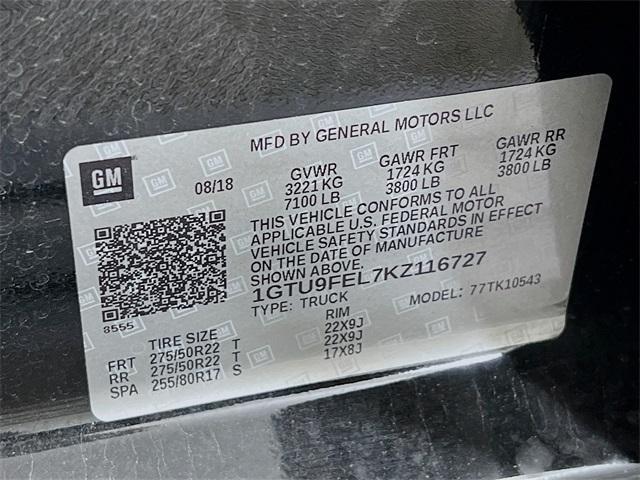 MFD BY GENERAL MOTORS LLC
GM
08/18
GVWR
3221 KG
7100 LB
GAWR FRT
1724 KG
3800 LB
GAWR RR
1724 KG
3800 LB
THIS VEHICLE CONFORMS TO ALL
APPLICABLE U.S. FEDERAL MOTOR
VEHICLE SAFETY STANDARDS IN EFFECT
ON THE DATE OF MANUFACTURE
SHOWN ABOVE.
1GTU9FEL7KZ116727
TYPE: TRUCK MODEL: 77TK10543
8555
TIRE SIZE RIM
FRT 275/50R22 T 22X9J
RR 275/50R22 T 22X9J
SPA 255/80R17 S 17X8J